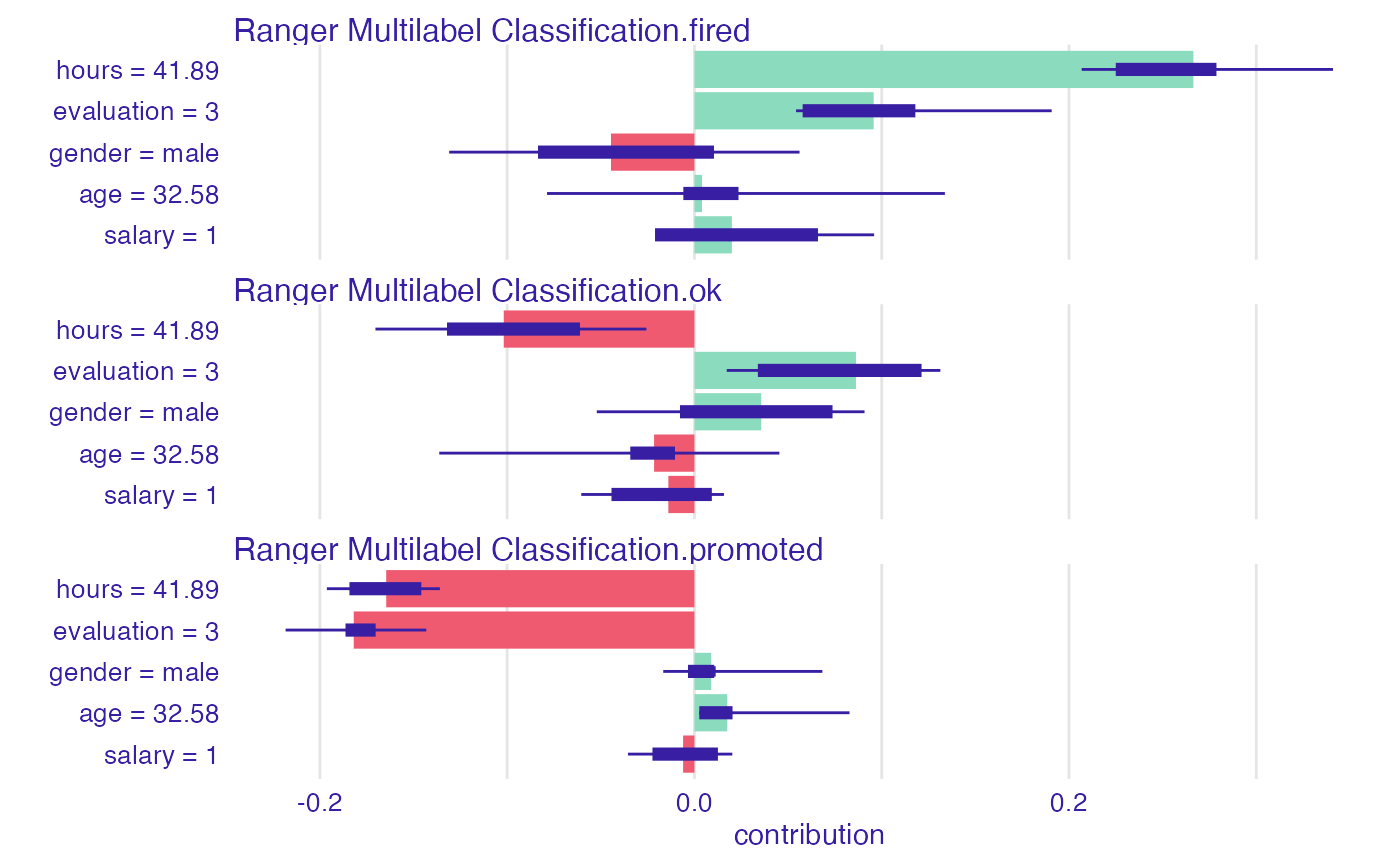 Ranger Multilabel Classification.fired
hours = 41.89
evaluation = 3
gender = male
age = 32.58
salary = 1
Ranger Multilabel Classification.ok
hours = 41.89
evaluation = 3
gender = male
age = 32.58
salary = 1
Ranger Multilabel Classification.promoted
hours = 41.89
evaluation = 3
gender = male
age = 32.58
salary = 1
-0.2 0.0 0.2
contribution